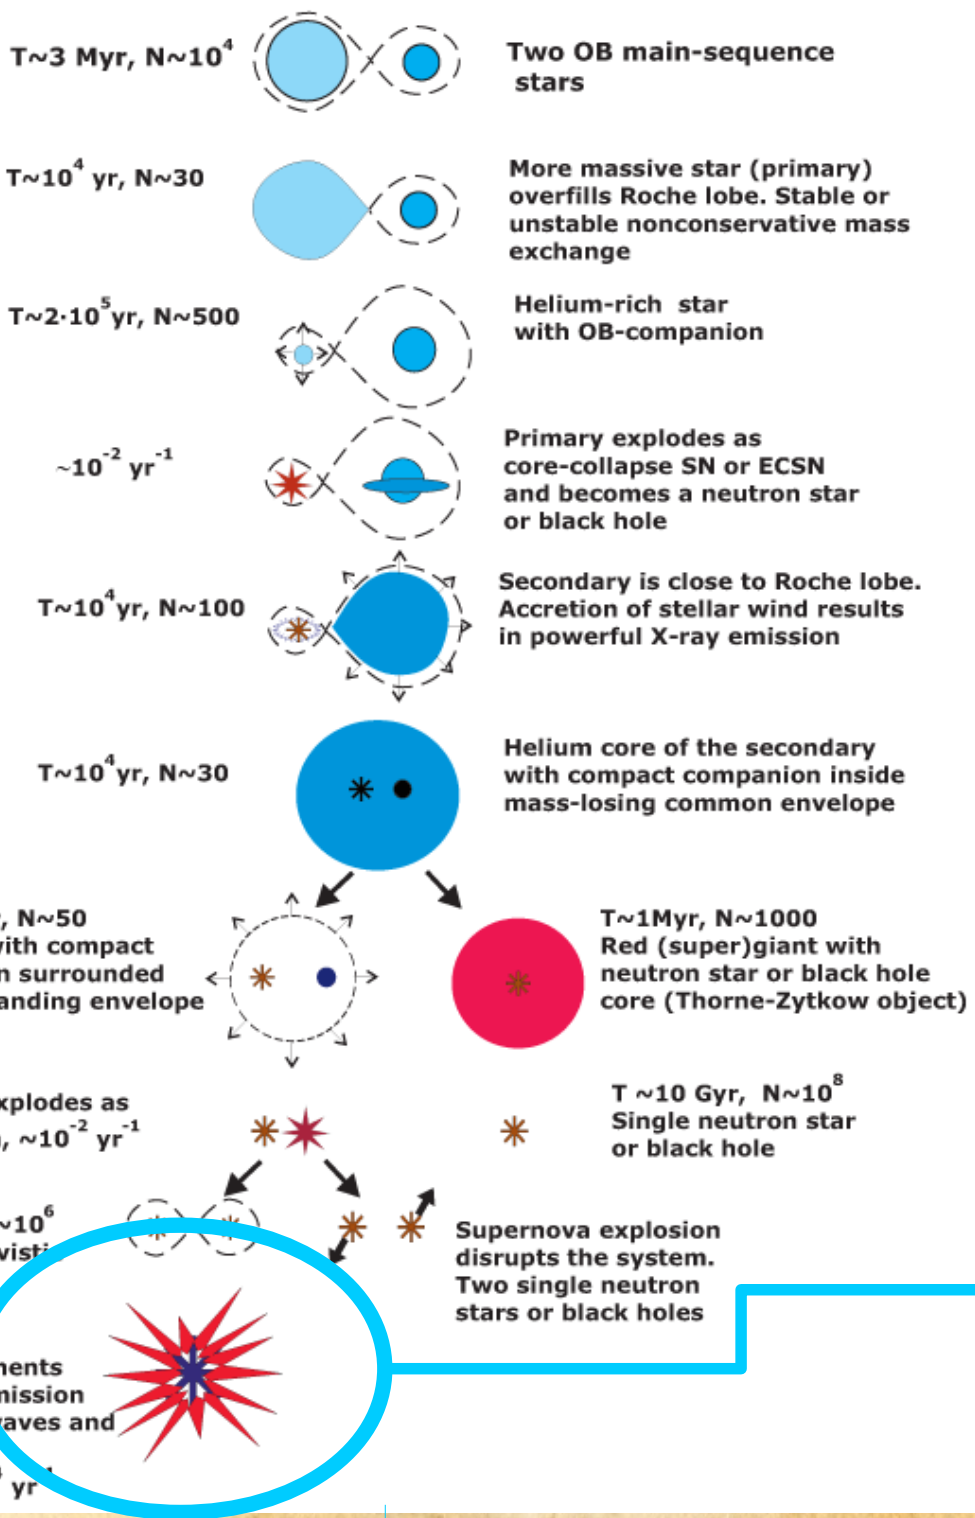 T~3 Myr, N~10⁴
Two OB main-sequence
stars
T~10⁴ yr, N~30
More massive star (primary)
overfills Roche lobe. Stable or
unstable nonconservative mass
exchange
T~2·10⁵yr, N~500
Helium-rich star
with OB-companion
~10⁻² yr⁻¹
Primary explodes as
core-collapse SN or ECSN
and becomes a neutron star
or black hole
T~10⁴yr, N~100
Secondary is close to Roche lobe.
Accretion of stellar wind results
in powerful X-ray emission
T~10⁴yr, N~30
Helium core of the secondary
with compact companion inside
mass-losing common envelope
, N~50
with compact
n surrounded
anding envelope
T~1Myr, N~1000
Red (super)giant with
neutron star or black hole
core (Thorne-Zytkow object)
xplodes as
, ~10⁻² yr⁻¹
T ~10 Gyr, N~10⁸
Single neutron star
or black hole
~10⁶
Supernova explosion
disrupts the system.
Two single neutron
stars or black holes
nents
mission
waves and
yr⁻¹